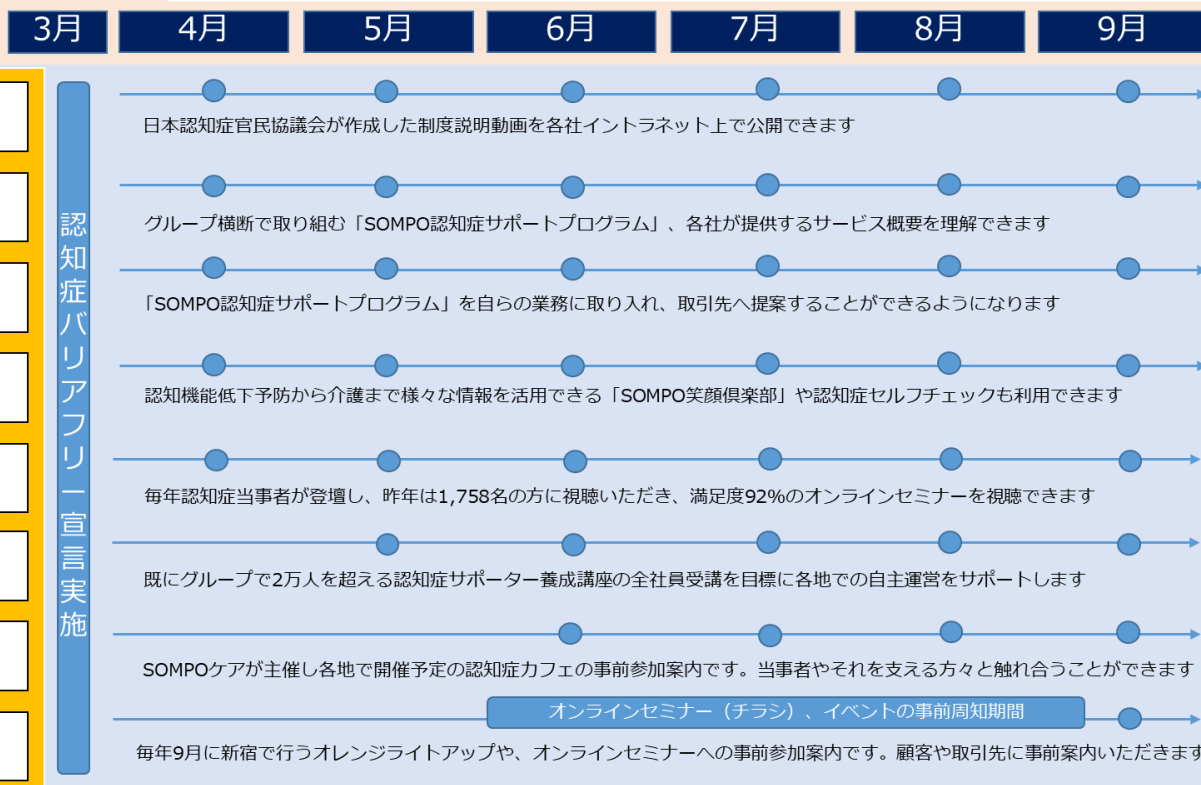 3月 4月 5月 6月 7月 8月 9月
認知症バリアフリー宣言実施
日本認知症官民協議会が作成した制度説明動画を各社イントラネット上で公開できます
グループ横断で取り組む「SOMPO認知症サポートプログラム」、各社が提供するサービス概要を理解できます
「SOMPO認知症サポートプログラム」を自らの業務に取り入れ、取引先へ提案することができるようになります
認知機能低下予防から介護まで様々な情報を活用できる「SOMPO笑顔倶楽部」や認知症セルフチェックも利用できます
毎年認知症当事者が登壇し、昨年は1,758名の方に視聴いただき、満足度92%のオンラインセミナーを視聴できます
既にグループで2万人を超える認知症サポーター養成講座の全社員受講を目標に各地での自主運営をサポートします
SOMPOケアが主催し各地で開催予定の認知症カフェの事前参加案内です。当事者やそれを支える方々と触れ合うことができます
オンラインセミナー（チラシ）、イベントの事前周知期間
毎年9月に新宿で行うオレンジライトアップや、オンラインセミナーへの事前参加案内です。顧客や取引先に事前案内いただきます